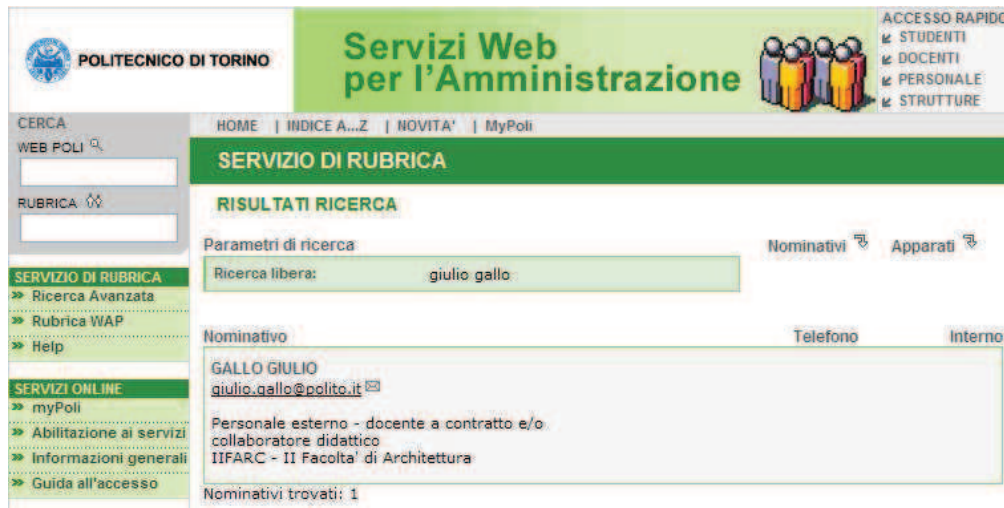 POLITECNICO DI TORINO
Servizi Web
per l'Amministrazione
ACCESSO RAPIDO
STUDENTI
DOCENTI
PERSONALE
STRUTTURE
CERCA
WEB POLI
RUBRICA
HOME | INDICE A...Z | NOVITA' | MyPoli
SERVIZIO DI RUBRICA
RISULTATI RICERCA
Parametri di ricerca
Nominativi Apparati
Ricerca libera: giulio gallo
SERVIZIO DI RUBRICA
» Ricerca Avanzata
» Rubrica WAP
» Help
SERVIZI ONLINE
» myPoli
» Abilitazione ai servizi
» Informazioni generali
» Guida all'accesso
Nominativo Telefono Interno
GALLO GIULIO
giulio.gallo@polito.it
Personale esterno - docente a contratto e/o
collaboratore didattico
IIFARC - II Facolta' di Architettura
Nominativi trovati: 1